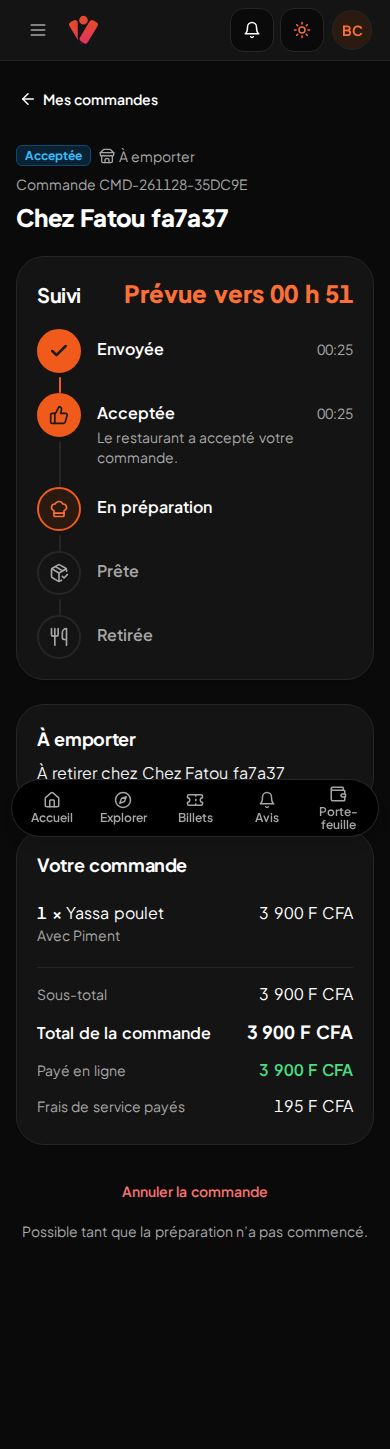 BC
Mes commandes
Acceptée À emporter
Commande CMD-261128-35DC9E
Chez Fatou fa7a37
Suivi Prévue vers 00 h 51
Envoyée 00:25
Acceptée 00:25
Le restaurant a accepté votre
commande.
En préparation
Prête
Retirée
À emporter
À retirer chez Chez Fatou fa7a37
Accueil Explorer Billets Avis Porte-
feuille
Votre commande
1 × Yassa poulet 3 900 F CFA
Avec Piment
Sous-total 3 900 F CFA
Total de la commande 3 900 F CFA
Payé en ligne 3 900 F CFA
Frais de service payés 195 F CFA
Annuler la commande
Possible tant que la préparation n'a pas commencé.